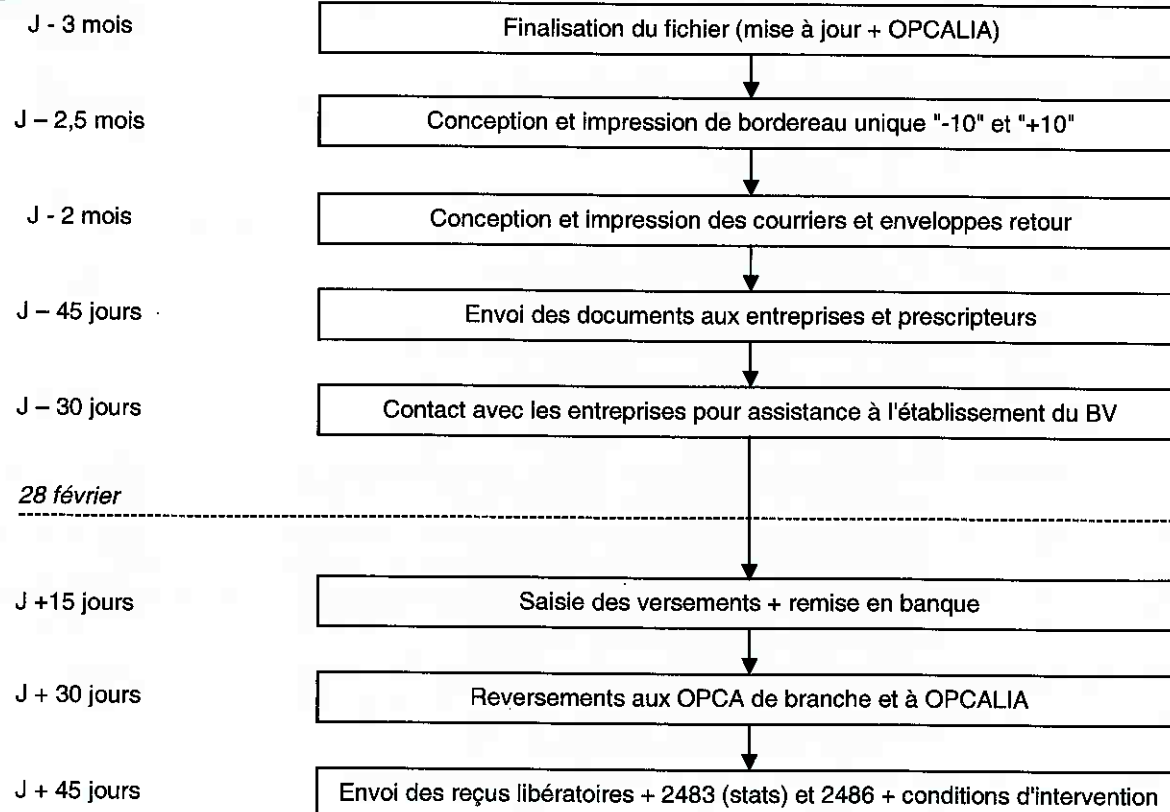 J - 3 mois
Finalisation du fichier (mise à jour + OPCALIA)
J – 2,5 mois
Conception et impression de bordereau unique "-10" et "+10"
J - 2 mois
Conception et impression des courriers et enveloppes retour
J – 45 jours
Envoi des documents aux entreprises et prescripteurs
J – 30 jours
Contact avec les entreprises pour assistance à l'établissement du BV
28 février
J +15 jours
Saisie des versements + remise en banque
J + 30 jours
Reversements aux OPCA de branche et à OPCALIA
J + 45 jours
Envoi des reçus libératoires + 2483 (stats) et 2486 + conditions d'intervention